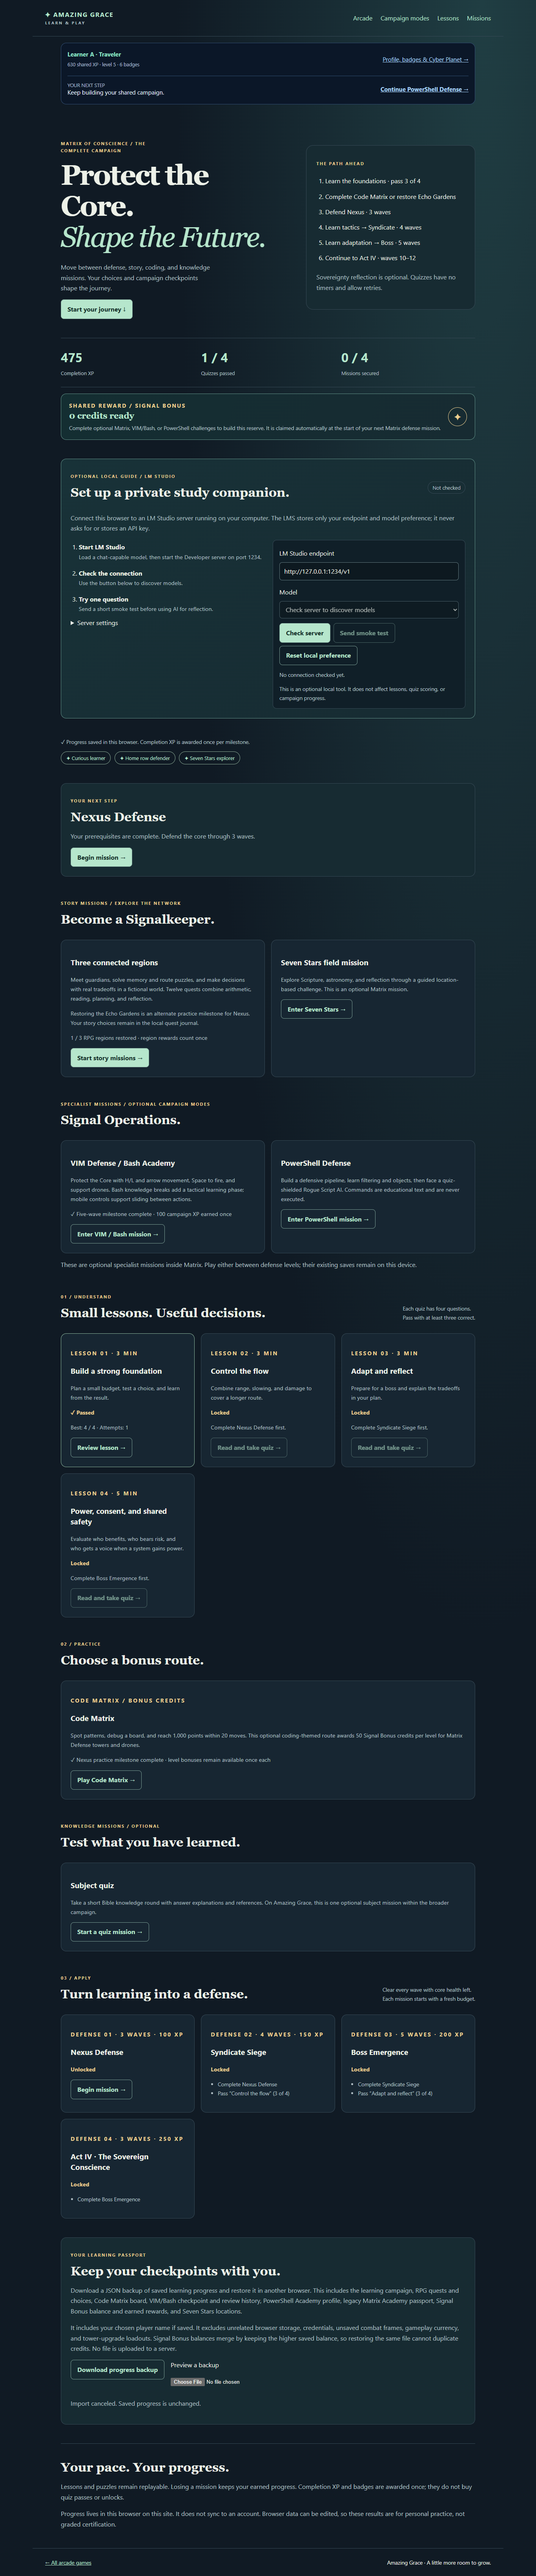 ✦ AMAZING GRACE
LEARN & PLAY
Arcade Campaign modes Lessons Missions
Learner A · Traveler
630 shared XP · level 5 · 6 badges
Profile, badges & Cyber Planet →
YOUR NEXT STEP
Keep building your shared campaign.
Continue PowerShell Defense →
MATRIX OF CONSCIENCE / THE
COMPLETE CAMPAIGN
Protect the
Core.
Shape the Future.
Move between defense, story, coding, and knowledge
missions. Your choices and campaign checkpoints
shape the journey.
Start your journey ↓
THE PATH AHEAD
1. Learn the foundations · pass 3 of 4
2. Complete Code Matrix or restore Echo Gardens
3. Defend Nexus · 3 waves
4. Learn tactics → Syndicate · 4 waves
5. Learn adaptation → Boss · 5 waves
6. Continue to Act IV · waves 10–12
Sovereignty reflection is optional. Quizzes have no
timers and allow retries.
475
Completion XP
1 / 4
Quizzes passed
0 / 4
Missions secured
SHARED REWARD / SIGNAL BONUS
0 credits ready
Complete optional Matrix, VIM/Bash, or PowerShell challenges to build this reserve. It is claimed automatically at the start of your next Matrix defense mission.
✦
OPTIONAL LOCAL GUIDE / LM STUDIO
Set up a private study companion.
Not checked
Connect this browser to an LM Studio server running on your computer. The LMS stores only your endpoint and model preference; it never
asks for or stores an API key.
1. Start LM Studio
Load a chat-capable model, then start the Developer server on port 1234.
2. Check the connection
Use the button below to discover models.
3. Try one question
Send a short smoke test before using AI for reflection.
▶ Server settings
LM Studio endpoint
http://127.0.0.1:1234/v1
Model
Check server to discover models
Check server Send smoke test
Reset local preference
No connection checked yet.
This is an optional local tool. It does not affect lessons, quiz scoring, or
campaign progress.
✓ Progress saved in this browser. Completion XP is awarded once per milestone.
✦ Curious learner ✦ Home row defender ✦ Seven Stars explorer
YOUR NEXT STEP
Nexus Defense
Your prerequisites are complete. Defend the core through 3 waves.
Begin mission →
STORY MISSIONS / EXPLORE THE NETWORK
Become a Signalkeeper.
Three connected regions
Meet guardians, solve memory and route puzzles, and make decisions
with real tradeoffs in a fictional world. Twelve quests combine arithmetic,
reading, planning, and reflection.
Restoring the Echo Gardens is an alternate practice milestone for Nexus.
Your story choices remain in the local quest journal.
1 / 3 RPG regions restored · region rewards count once
Start story missions →
Seven Stars field mission
Explore Scripture, astronomy, and reflection through a guided location-
based challenge. This is an optional Matrix mission.
Enter Seven Stars →
SPECIALIST MISSIONS / OPTIONAL CAMPAIGN MODES
Signal Operations.
VIM Defense / Bash Academy
Protect the Core with H/L and arrow movement, Space to fire, and
support drones. Bash knowledge breaks add a tactical learning phase;
mobile controls support sliding between actions.
✓ Five-wave milestone complete · 100 campaign XP earned once
Enter VIM / Bash mission →
PowerShell Defense
Build a defensive pipeline, learn filtering and objects, then face a quiz-
shielded Rogue Script AI. Commands are educational text and are never
executed.
Enter PowerShell mission →
These are optional specialist missions inside Matrix. Play either between defense levels; their existing saves remain on this device.
01 / UNDERSTAND
Small lessons. Useful decisions.
Each quiz has four questions.
Pass with at least three correct.
LESSON 01 · 3 MIN
Build a strong foundation
Plan a small budget, test a choice, and learn
from the result.
✓ Passed
Best: 4 / 4 · Attempts: 1
Review lesson →
LESSON 02 · 3 MIN
Control the flow
Combine range, slowing, and damage to
cover a longer route.
Locked
Complete Nexus Defense first.
Read and take quiz →
LESSON 03 · 3 MIN
Adapt and reflect
Prepare for a boss and explain the tradeoffs
in your plan.
Locked
Complete Syndicate Siege first.
Read and take quiz →
LESSON 04 · 5 MIN
Power, consent, and shared
safety
Evaluate who benefits, who bears risk, and
who gets a voice when a system gains power.
Locked
Complete Boss Emergence first.
Read and take quiz →
02 / PRACTICE
Choose a bonus route.
CODE MATRIX / BONUS CREDITS
Code Matrix
Spot patterns, debug a board, and reach 1,000 points within 20 moves. This optional coding-themed route awards 50 Signal Bonus credits per level for Matrix
Defense towers and drones.
✓ Nexus practice milestone complete · level bonuses remain available once each
Play Code Matrix →
KNOWLEDGE MISSIONS / OPTIONAL
Test what you have learned.
Subject quiz
Take a short Bible knowledge round with answer explanations and references. On Amazing Grace, this is one optional subject mission within the broader
campaign.
Start a quiz mission →
03 / APPLY
Turn learning into a defense.
Clear every wave with core health left.
Each mission starts with a fresh budget.
DEFENSE 01 · 3 WAVES · 100 XP
Nexus Defense
Unlocked
Begin mission →
DEFENSE 02 · 4 WAVES · 150 XP
Syndicate Siege
Locked
• Complete Nexus Defense
• Pass "Control the flow" (3 of 4)
DEFENSE 03 · 5 WAVES · 200 XP
Boss Emergence
Locked
• Complete Syndicate Siege
• Pass "Adapt and reflect" (3 of 4)
DEFENSE 04 · 3 WAVES · 250 XP
Act IV · The Sovereign
Conscience
Locked
• Complete Boss Emergence
YOUR LEARNING PASSPORT
Keep your checkpoints with you.
Download a JSON backup of saved learning progress and restore it in another browser. This includes the learning campaign, RPG quests and
choices, Code Matrix board, VIM/Bash checkpoint and review history, PowerShell Academy profile, legacy Matrix Academy passport, Signal
Bonus balance and earned rewards, and Seven Stars locations.
It includes your chosen player name if saved. It excludes unrelated browser storage, credentials, unsaved combat frames, gameplay currency,
and tower-upgrade loadouts. Signal Bonus balances merge by keeping the higher saved balance, so restoring the same file cannot duplicate
credits. No file is uploaded to a server.
Download progress backup
Preview a backup
Choose File No file chosen
Import canceled. Saved progress is unchanged.
Your pace. Your progress.
Lessons and puzzles remain replayable. Losing a mission keeps your earned progress. Completion XP and badges are awarded once; they do not buy
quiz passes or unlocks.
Progress lives in this browser on this site. It does not sync to an account. Browser data can be edited, so these results are for personal practice, not
graded certification.
← All arcade games
Amazing Grace · A little more room to grow.